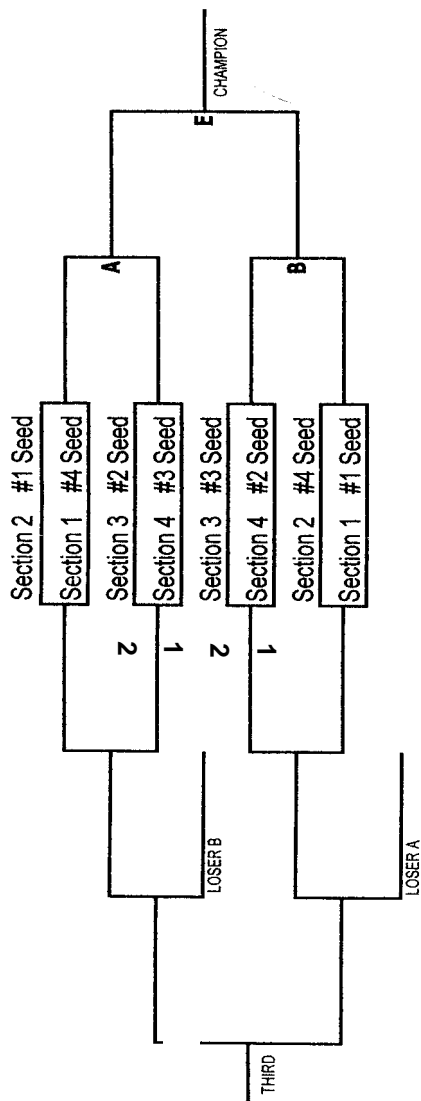 Section 2 #1 Seed
Section 1 #4 Seed
A
2
Section 3 #2 Seed
1
Section 4 #3 Seed
LOSER B
E
CHAMPION
2
Section 3 #3 Seed
1
Section 4 #2 Seed
THIRD
B
Section 2 #4 Seed
Section 1 #1 Seed
LOSER A